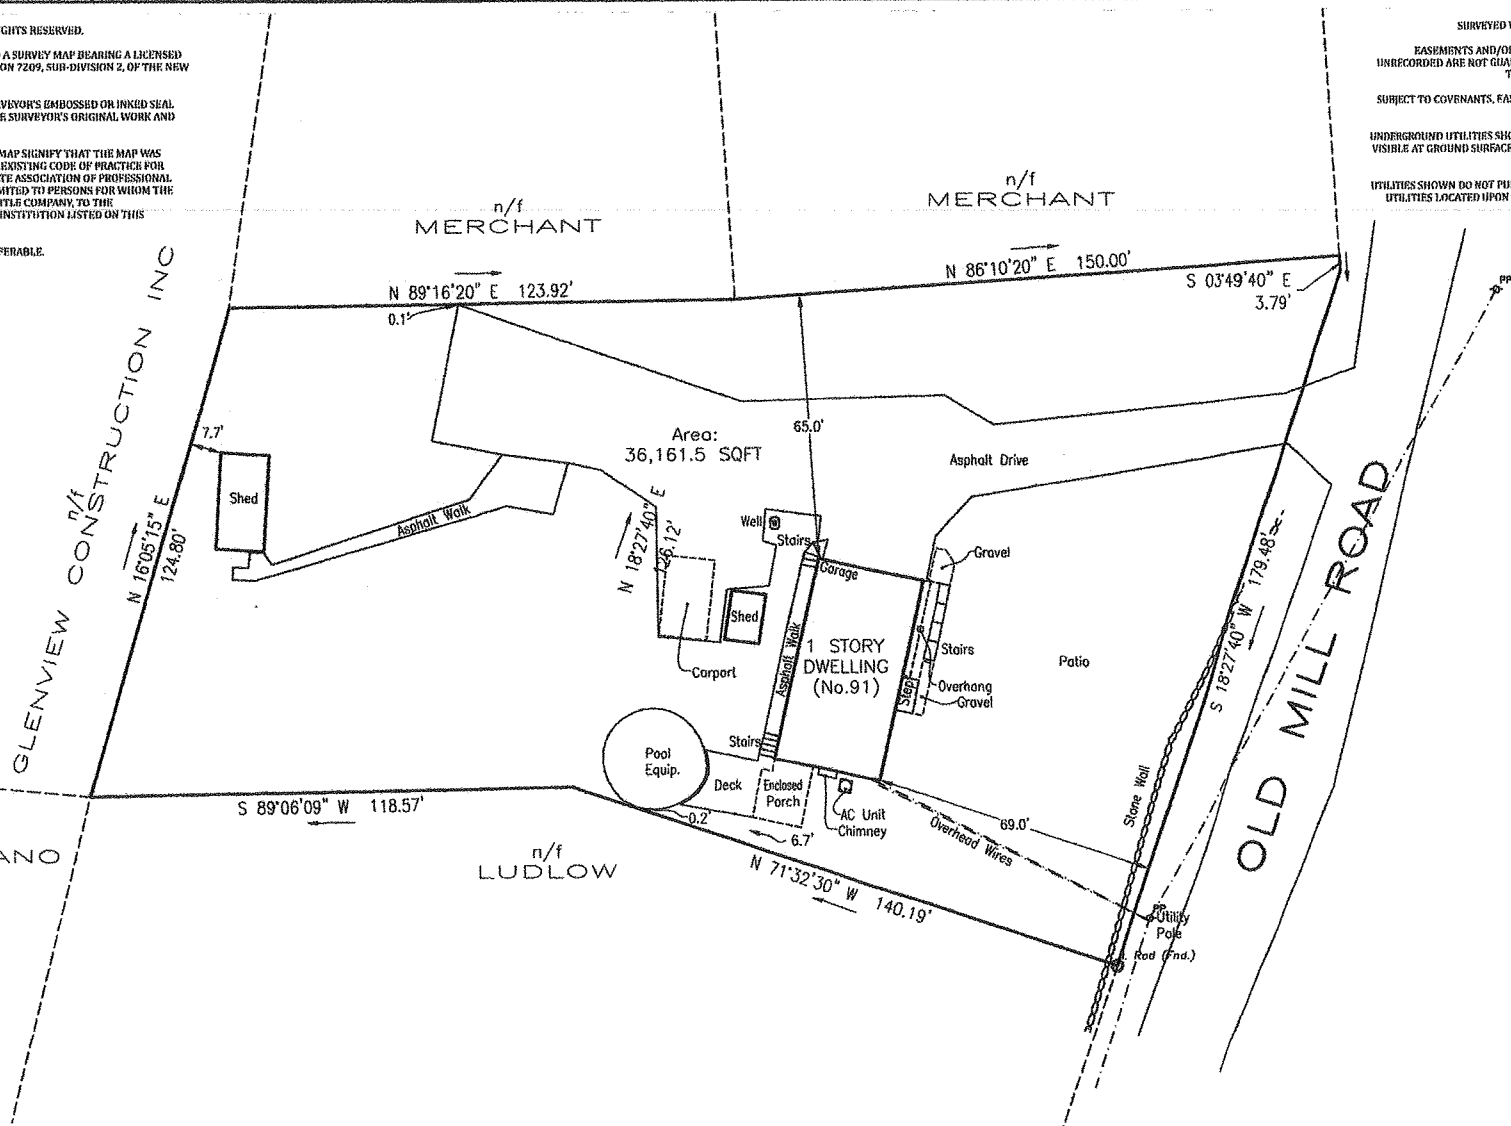 GHTS RESERVED.
A SURVEY MAP BEARING A LICENSED
ON 7209, SUB-DIVISION 2, OF THE NEW
VEYOR'S EMBOSSED OR INKED SEAL
E SURVEYOR'S ORIGINAL WORK AND
MAP SIGNIFY THAT THE MAP WAS
EXISTING CODE OF PRACTICE FOR
TE ASSOCIATION OF PROFESSIONAL
MITED TO PERSONS FOR WHOM THE
ITLE COMPANY, TO THE
INSTITUTION LISTED ON THIS
FERABLE.
SURVEYED
EASEMENTS AND/O
UNRECORDED ARE NOT GUA
T
SUBJECT TO COVENANTS, EA
UNDERGROUND UTILITIES SH
VISIBLE AT GROUND SURFAC
UTILITIES SHOWN DO NOT PU
UTILITIES LOCATED UPON
n/f
MERCHANT
n/f
MERCHANT
N 89°16'20" E 123.92'
0.1'
N 86°10'20" E 150.00'
S 03°49'40" E
3.79'
PP
n/f
GLENVIEW CONSTRUCTION INC
N 16°05'15" E
124.80'
7.7'
Shed
Asphalt Walk
Area:
36,161.5 SQFT
65.0'
Asphalt Drive
N 18°27'40" E
126.12'
Well
Stairs
Garage
Gravel
Shed
Carport
Asphalt Walk
1 STORY
DWELLING
(No.91)
Stairs
Overhang
Gravel
Step
Patio
S 18°27'40" W 179.48'
OLD MILL ROAD
Stone Wall
Pool
Equip.
Stairs
Deck
Enclosed
Porch
AC Unit
Chimney
0.2'
6.7'
69.0'
Overhead Wires
S 89°06'09" W 118.57'
ANO
n/f
LUDLOW
N 71°32'30" W 140.19'
PP
Utility
Pole
Rod (Fnd.)